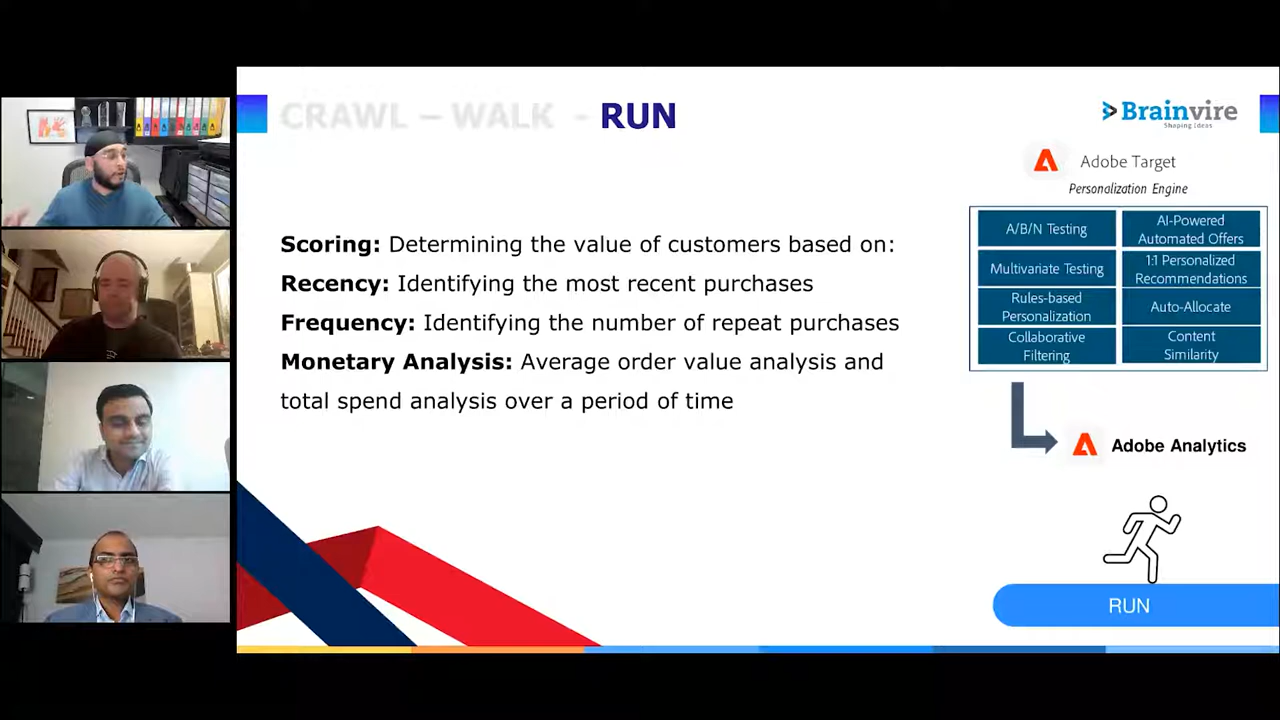 CRAWL – WALK - RUN
Brainvire
Shaping Ideas
Adobe Target
Personalization Engine
A/B/N Testing
AI-Powered
Automated Offers
Multivariate Testing
1:1 Personalized
Recommendations
Rules-based
Personalization
Auto-Allocate
Collaborative
Filtering
Content
Similarity
Scoring: Determining the value of customers based on:
Recency: Identifying the most recent purchases
Frequency: Identifying the number of repeat purchases
Monetary Analysis: Average order value analysis and
total spend analysis over a period of time
Adobe Analytics
RUN